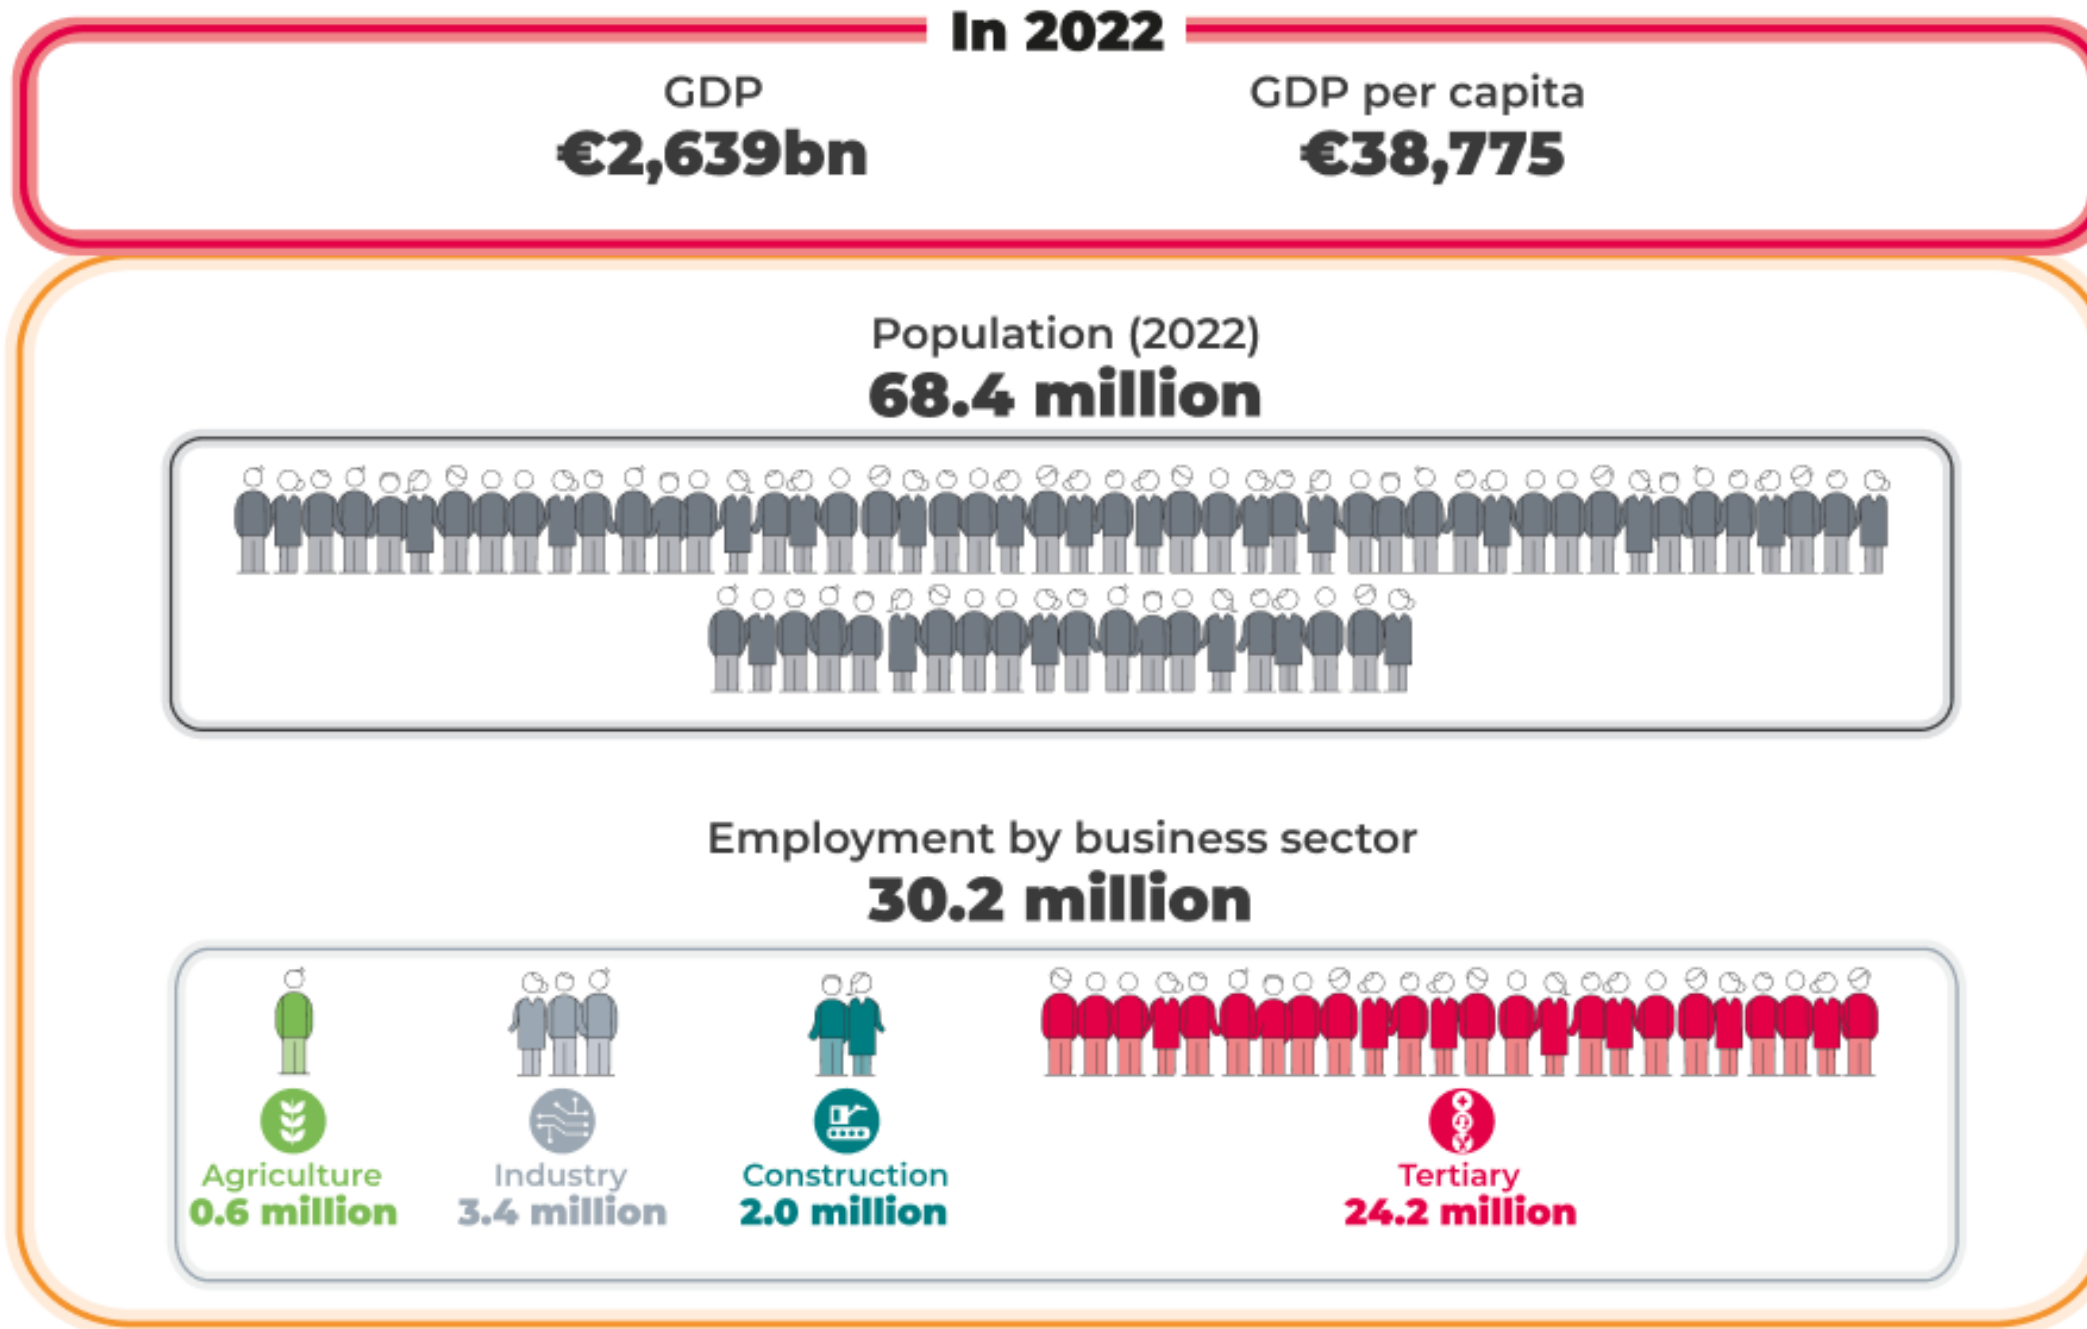 In 2022
GDP
€2,639bn
GDP per capita
€38,775
Population (2022)
68.4 million
Employment by business sector
30.2 million
Agriculture
0.6 million
Industry
3.4 million
Construction
2.0 million
Tertiary
24.2 million